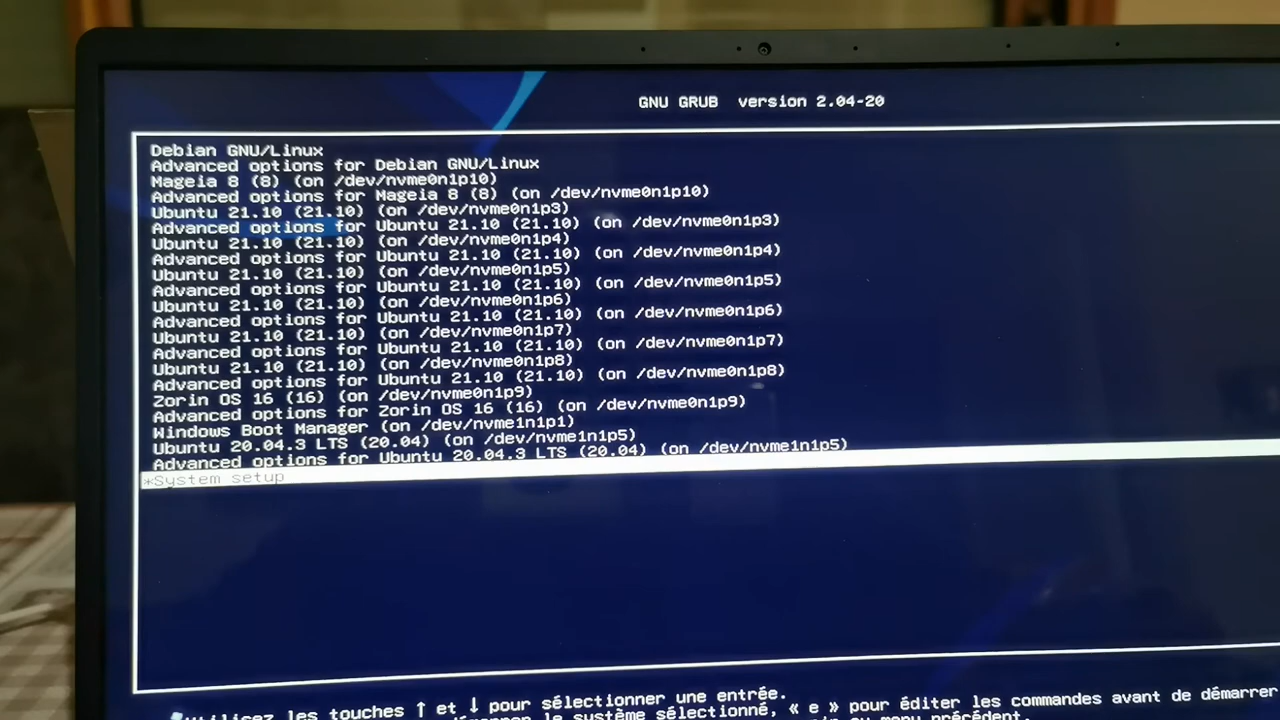 GNU GRUB version 2.04-20
Debian GNU/Linux
Advanced options for Debian GNU/Linux
Mageia 8 (8) (on /dev/nvme0n1p10)
Advanced options for Mageia 8 (8) (on /dev/nvme0n1p10)
Ubuntu 21.10 (21.10) (on /dev/nvme0n1p3)
Advanced options for Ubuntu 21.10 (21.10) (on /dev/nvme0n1p3)
Ubuntu 21.10 (21.10) (on /dev/nvme0n1p4)
Advanced options for Ubuntu 21.10 (21.10) (on /dev/nvme0n1p4)
Ubuntu 21.10 (21.10) (on /dev/nvme0n1p5)
Advanced options for Ubuntu 21.10 (21.10) (on /dev/nvme0n1p5)
Ubuntu 21.10 (21.10) (on /dev/nvme0n1p6)
Advanced options for Ubuntu 21.10 (21.10) (on /dev/nvme0n1p6)
Ubuntu 21.10 (21.10) (on /dev/nvme0n1p7)
Advanced options for Ubuntu 21.10 (21.10) (on /dev/nvme0n1p7)
Ubuntu 21.10 (21.10) (on /dev/nvme0n1p8)
Advanced options for Ubuntu 21.10 (21.10) (on /dev/nvme0n1p8)
Zorin OS 16 (16) (on /dev/nvme0n1p9)
Advanced options for Zorin OS 16 (16) (on /dev/nvme0n1p9)
Windows Boot Manager (on /dev/nvme1n1p1)
Ubuntu 20.04.3 LTS (20.04) (on /dev/nvme1n1p5)
Advanced options for Ubuntu 20.04.3 LTS (20.04) (on /dev/nvme1n1p5)
*System setup
Utilisez les touches ↑ et ↓ pour sélectionner une entrée.
le système sélectionné, « e » pour éditer les commandes avant de démarrer
au menu précédent.